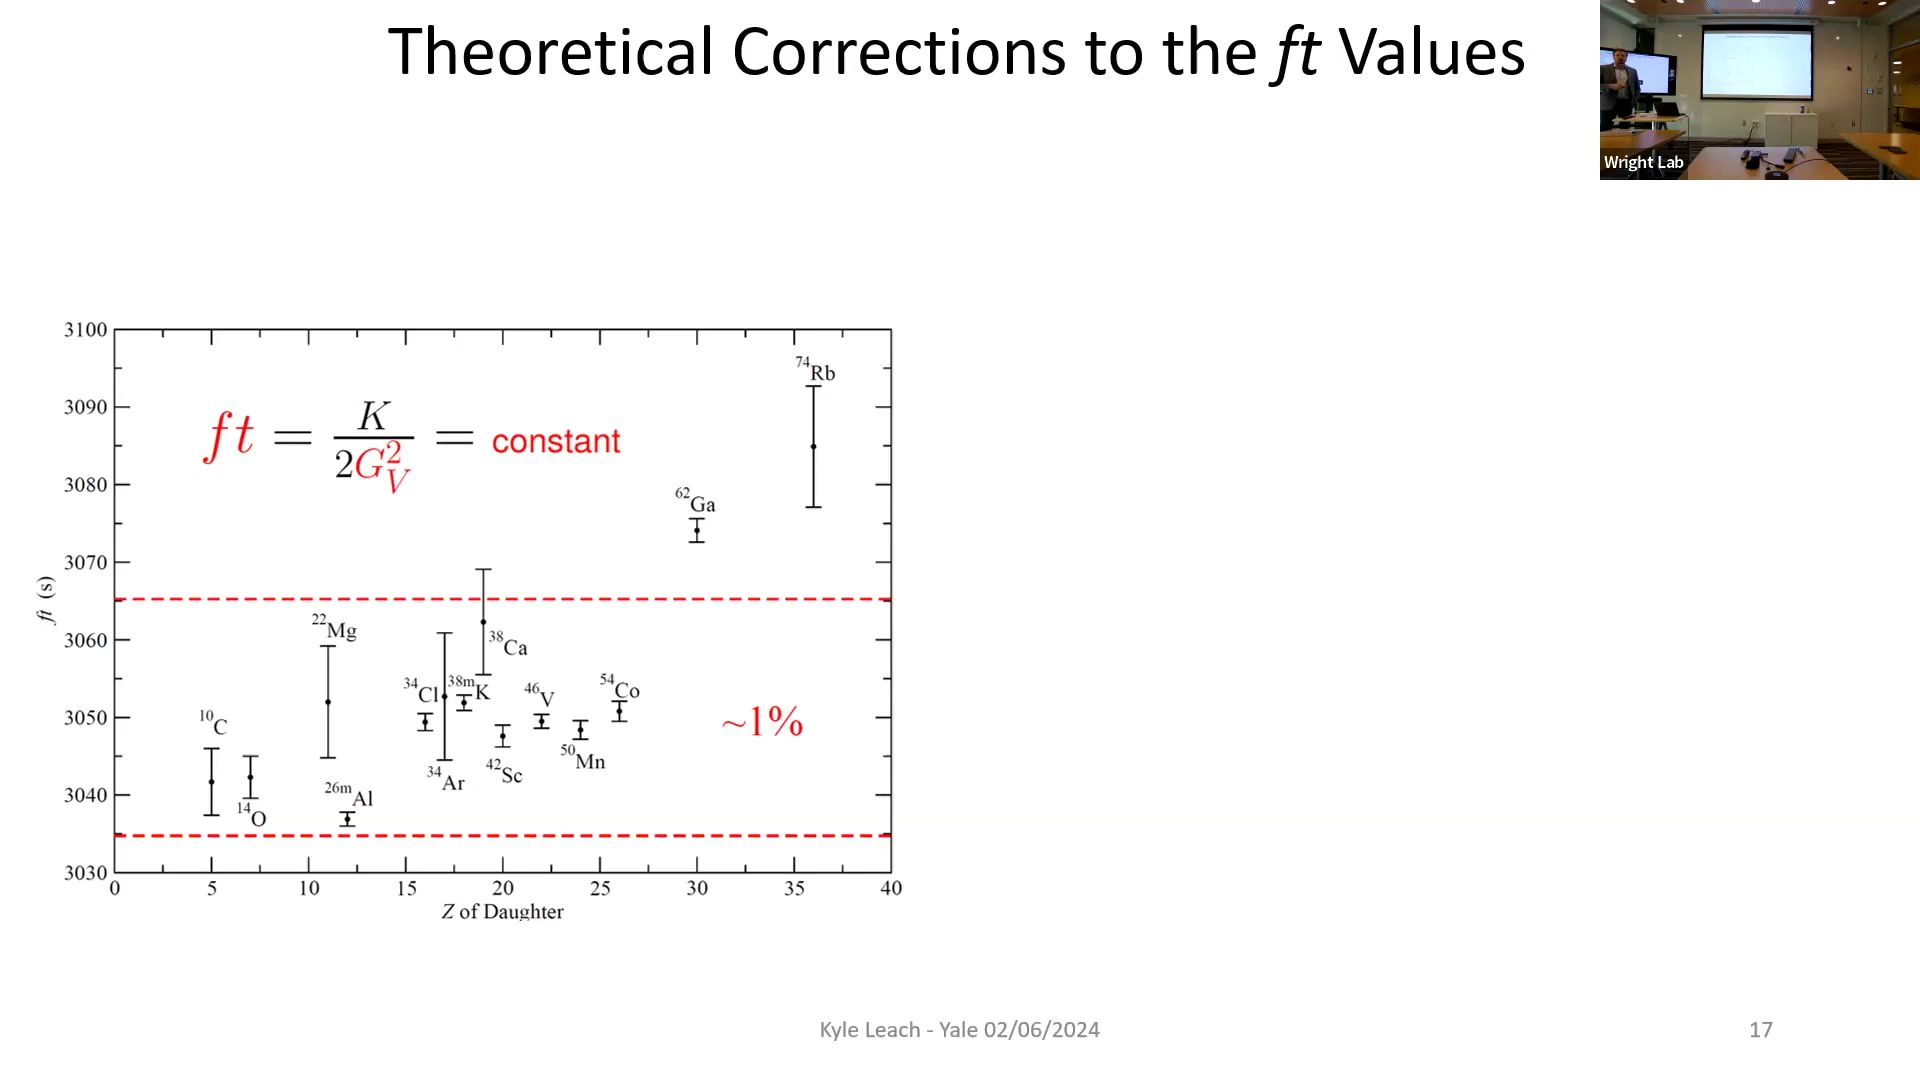 Theoretical Corrections to the ft Values
Wright Lab
3100
3090
3080
3070
3060
3050
3040
3030
ft (s)
ft = K / 2G_V^2 = constant
74Rb
62Ga
22Mg
38Ca
34Cl
38mK
46V
54Co
10C
~1%
50Mn
34Ar
42Sc
26mAl
14O
0 5 10 15 20 25 30 35 40
Z of Daughter
Kyle Leach - Yale 02/06/2024
17